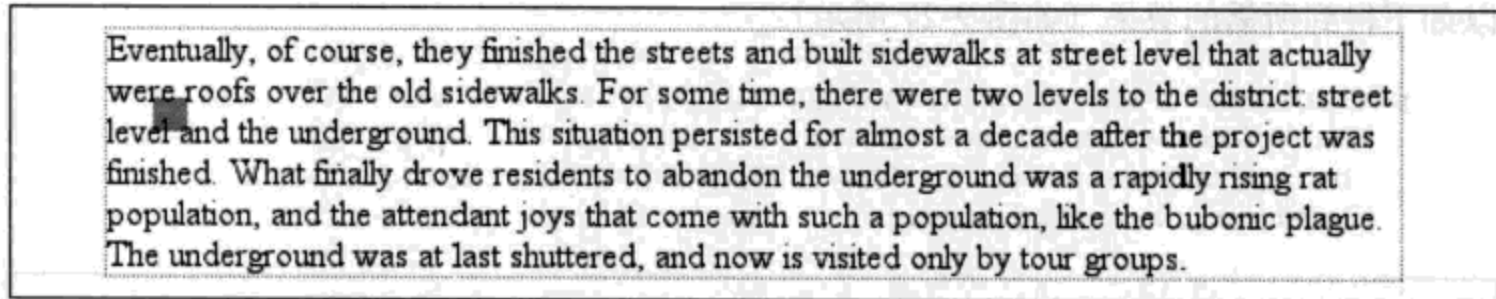 Eventually, of course, they finished the streets and built sidewalks at street level that actually
were roofs over the old sidewalks. For some time, there were two levels to the district: street
level and the underground. This situation persisted for almost a decade after the project was
finished. What finally drove residents to abandon the underground was a rapidly rising rat
population, and the attendant joys that come with such a population, like the bubonic plague.
The underground was at last shuttered, and now is visited only by tour groups.